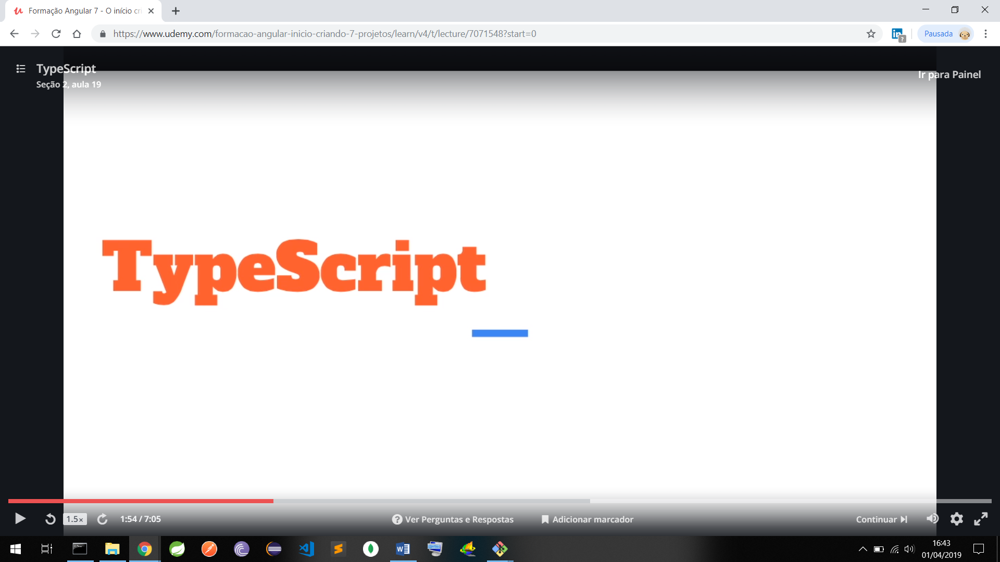 Formação Angular 7 - O início cri
https://www.udemy.com/formacao-angular-inicio-criando-7-projetos/learn/v4/t/lecture/7071548?start=0
Pausada
TypeScript
Seção 2, aula 19
Ir para Painel
TypeScript
1.5×
1:54 / 7:05
Ver Perguntas e Respostas
Adicionar marcador
Continuar
16:43
01/04/2019